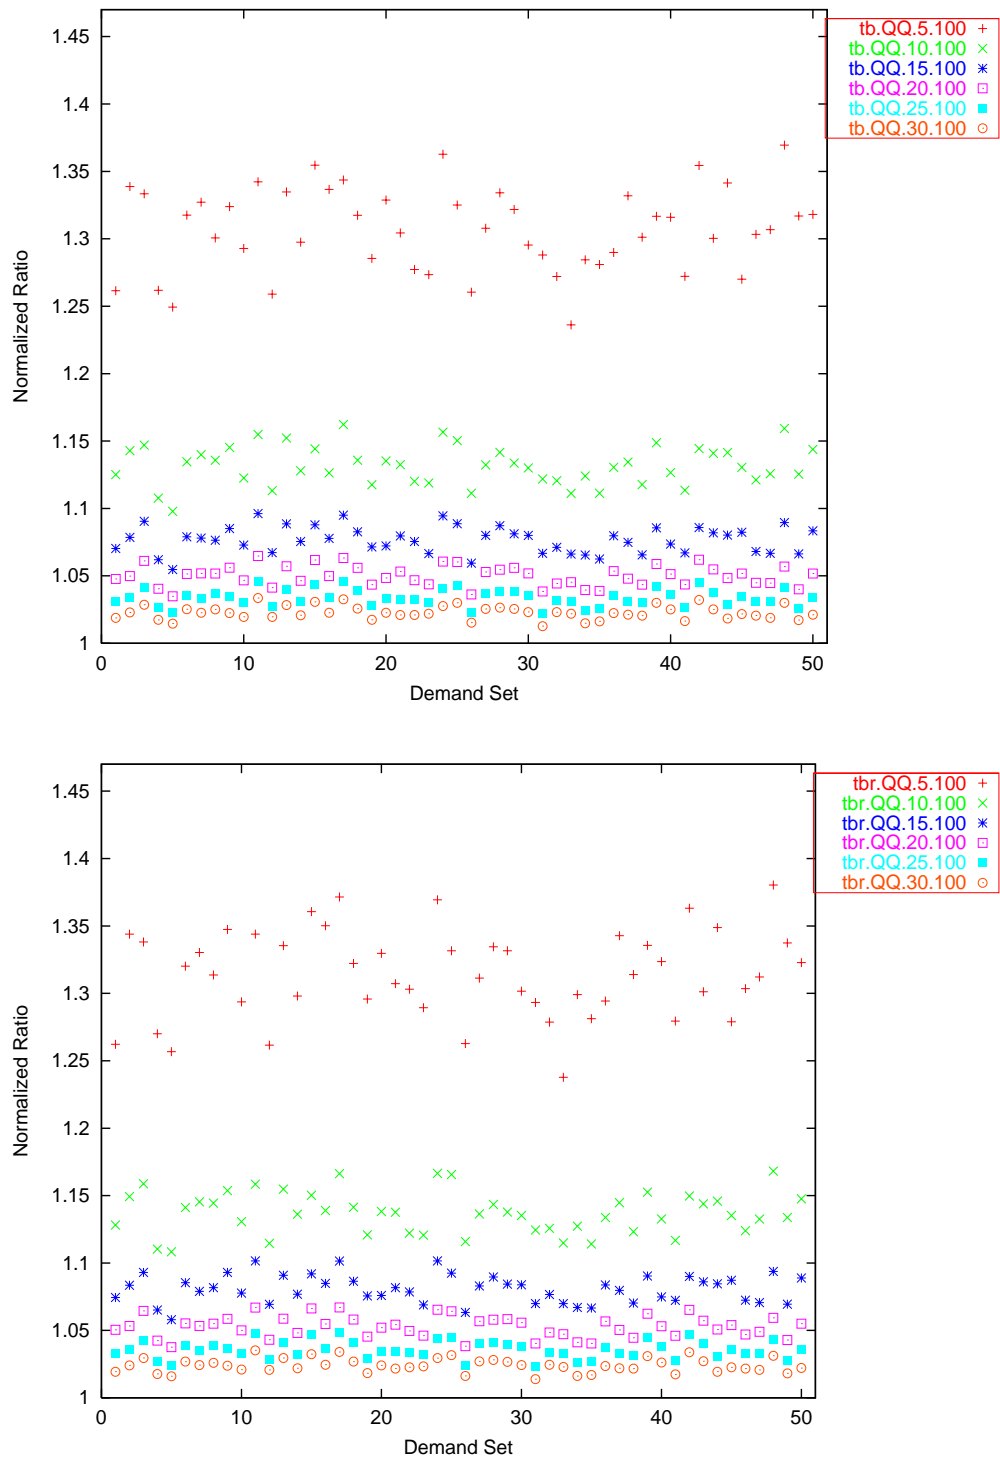 1.45
1.4
1.35
1.3
1.25
1.2
1.15
1.1
1.05
1
Normalized Ratio
0 10 20 30 40 50
Demand Set
tb.QQ.5.100
tb.QQ.10.100
tb.QQ.15.100
tb.QQ.20.100
tb.QQ.25.100
tb.QQ.30.100
1.45
1.4
1.35
1.3
1.25
1.2
1.15
1.1
1.05
1
Normalized Ratio
0 10 20 30 40 50
Demand Set
tbr.QQ.5.100
tbr.QQ.10.100
tbr.QQ.15.100
tbr.QQ.20.100
tbr.QQ.25.100
tbr.QQ.30.100